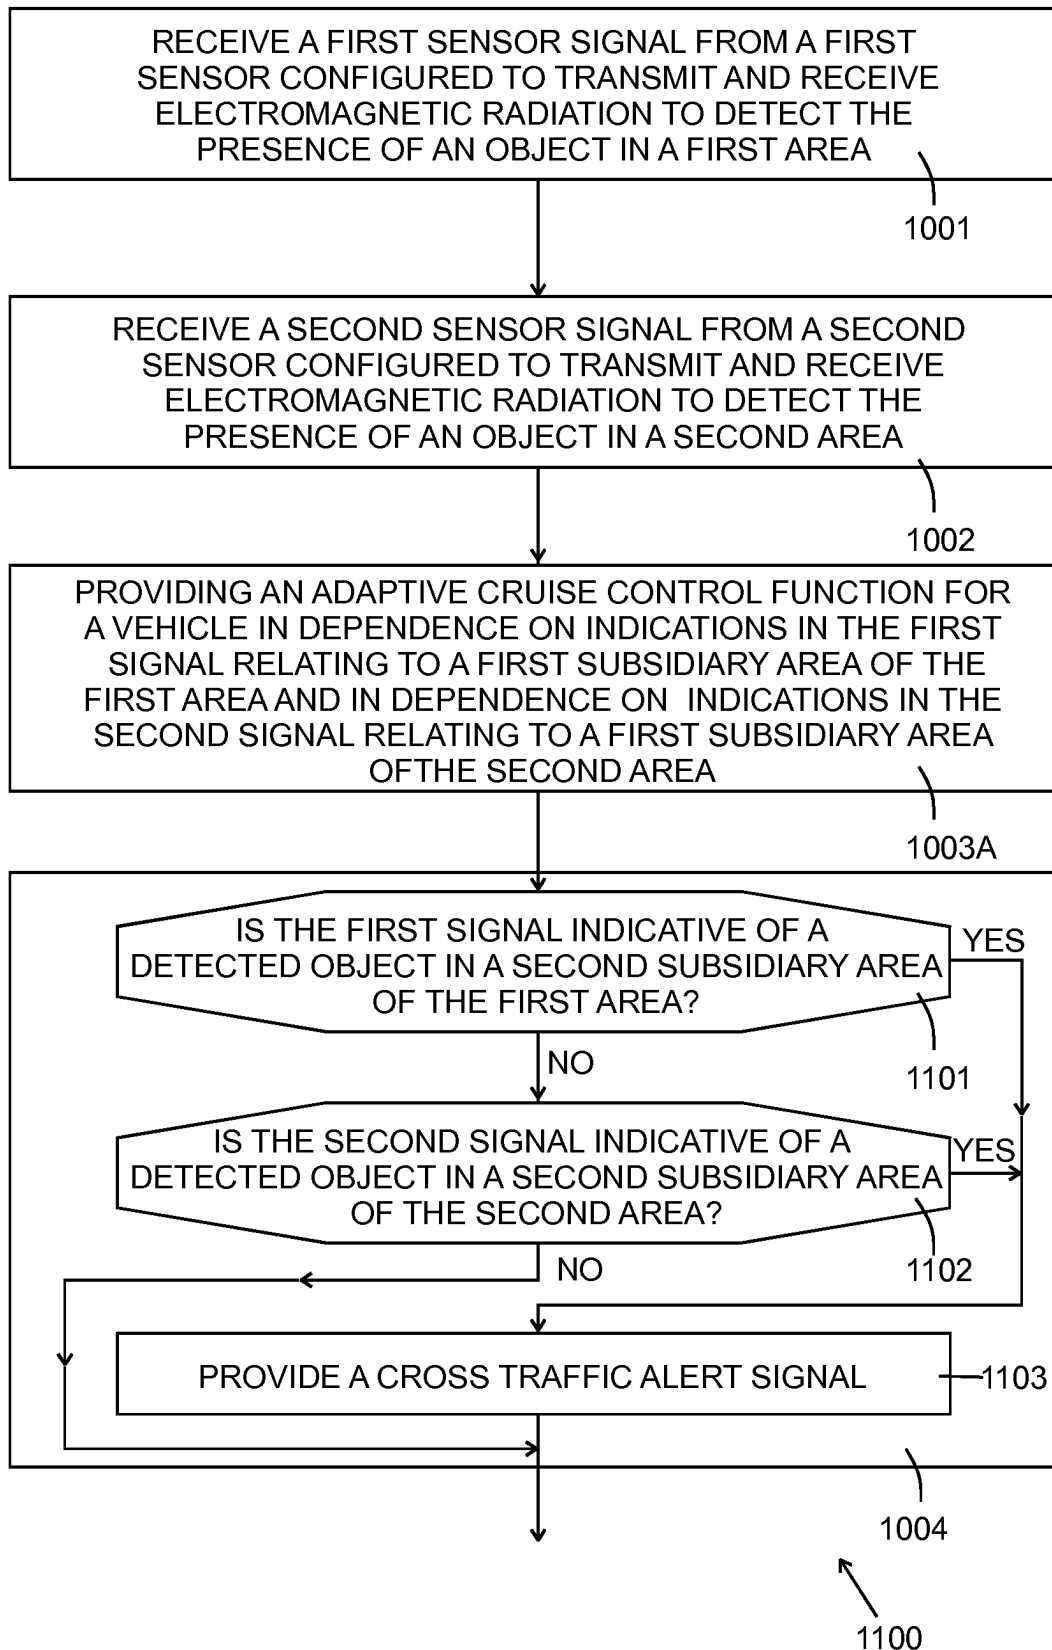 RECEIVE A FIRST SENSOR SIGNAL FROM A FIRST
SENSOR CONFIGURED TO TRANSMIT AND RECEIVE
ELECTROMAGNETIC RADIATION TO DETECT THE
PRESENCE OF AN OBJECT IN A FIRST AREA
1001
RECEIVE A SECOND SENSOR SIGNAL FROM A SECOND
SENSOR CONFIGURED TO TRANSMIT AND RECEIVE
ELECTROMAGNETIC RADIATION TO DETECT THE
PRESENCE OF AN OBJECT IN A SECOND AREA
1002
PROVIDING AN ADAPTIVE CRUISE CONTROL FUNCTION FOR
A VEHICLE IN DEPENDENCE ON INDICATIONS IN THE FIRST
SIGNAL RELATING TO A FIRST SUBSIDIARY AREA OF THE
FIRST AREA AND IN DEPENDENCE ON INDICATIONS IN THE
SECOND SIGNAL RELATING TO A FIRST SUBSIDIARY AREA
OFTHE SECOND AREA
1003A
IS THE FIRST SIGNAL INDICATIVE OF A
DETECTED OBJECT IN A SECOND SUBSIDIARY AREA
OF THE FIRST AREA?
YES
1101
NO
IS THE SECOND SIGNAL INDICATIVE OF A
DETECTED OBJECT IN A SECOND SUBSIDIARY AREA
OF THE SECOND AREA?
YES
1102
NO
PROVIDE A CROSS TRAFFIC ALERT SIGNAL
1103
1004
1100